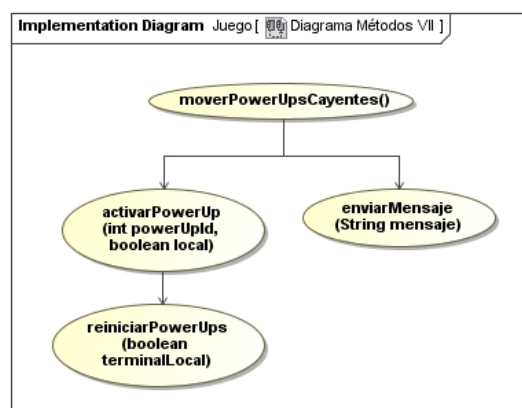 Implementation Diagram Juego [ Diagrama Métodos VII ]
moverPowerUpsCayentes()
activarPowerUp
(int powerUpId,
boolean local)
enviarMensaje
(String mensaje)
reiniciarPowerUps
(boolean
terminalLocal)